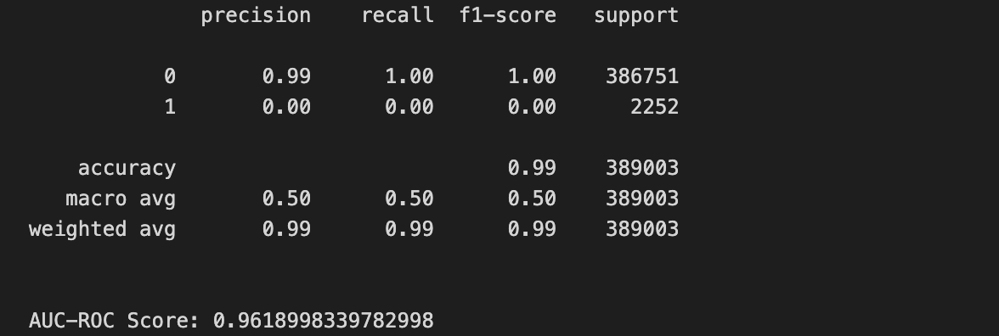 precision recall f1-score support
0 0.99 1.00 1.00 386751
1 0.00 0.00 0.00 2252
accuracy 0.99 389003
macro avg 0.50 0.50 0.50 389003
weighted avg 0.99 0.99 0.99 389003
AUC-ROC Score: 0.9618998339782998